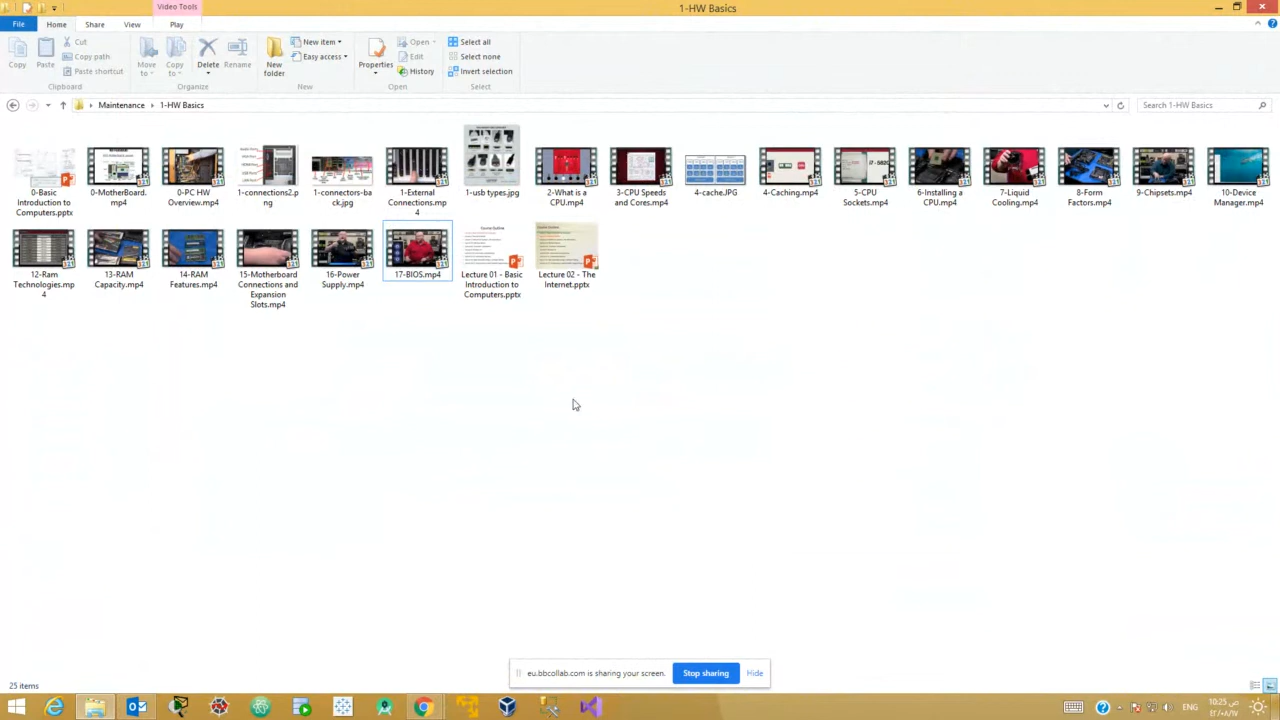 Video Tools
1-HW Basics
File
Home
Share
View
Play
Copy
Paste
Cut
Copy path
Paste shortcut
Clipboard
Move to
Copy to
Delete
Rename
Organize
New folder
New item
Easy access
New
Properties
Open
Edit
History
Open
Select all
Select none
Invert selection
Select
Maintenance
1-HW Basics
Search 1-HW Basics
0-Basic Introduction to Computers.pptx
0-MotherBoard.mp4
0-PC HW Overview.mp4
1-connections2.png
1-connectors-back.jpg
1-External Connections.mp4
1-usb types.jpg
2-What is a CPU.mp4
3-CPU Speeds and Cores.mp4
4-cache.JPG
4-Caching.mp4
5-CPU Sockets.mp4
6-Installing a CPU.mp4
7-Liquid Cooling.mp4
8-Form Factors.mp4
9-Chipsets.mp4
10-Device Manager.mp4
12-Ram Technologies.mp4
13-RAM Capacity.mp4
14-RAM Features.mp4
15-Motherboard Connections and Expansion Slots.mp4
16-Power Supply.mp4
17-BIOS.mp4
Lecture 01 - Basic Introduction to Computers.pptx
Lecture 02 - The Internet.pptx
eu.bbcollab.com is sharing your screen.
Stop sharing
Hide
25 items
ENG
10:25 ص